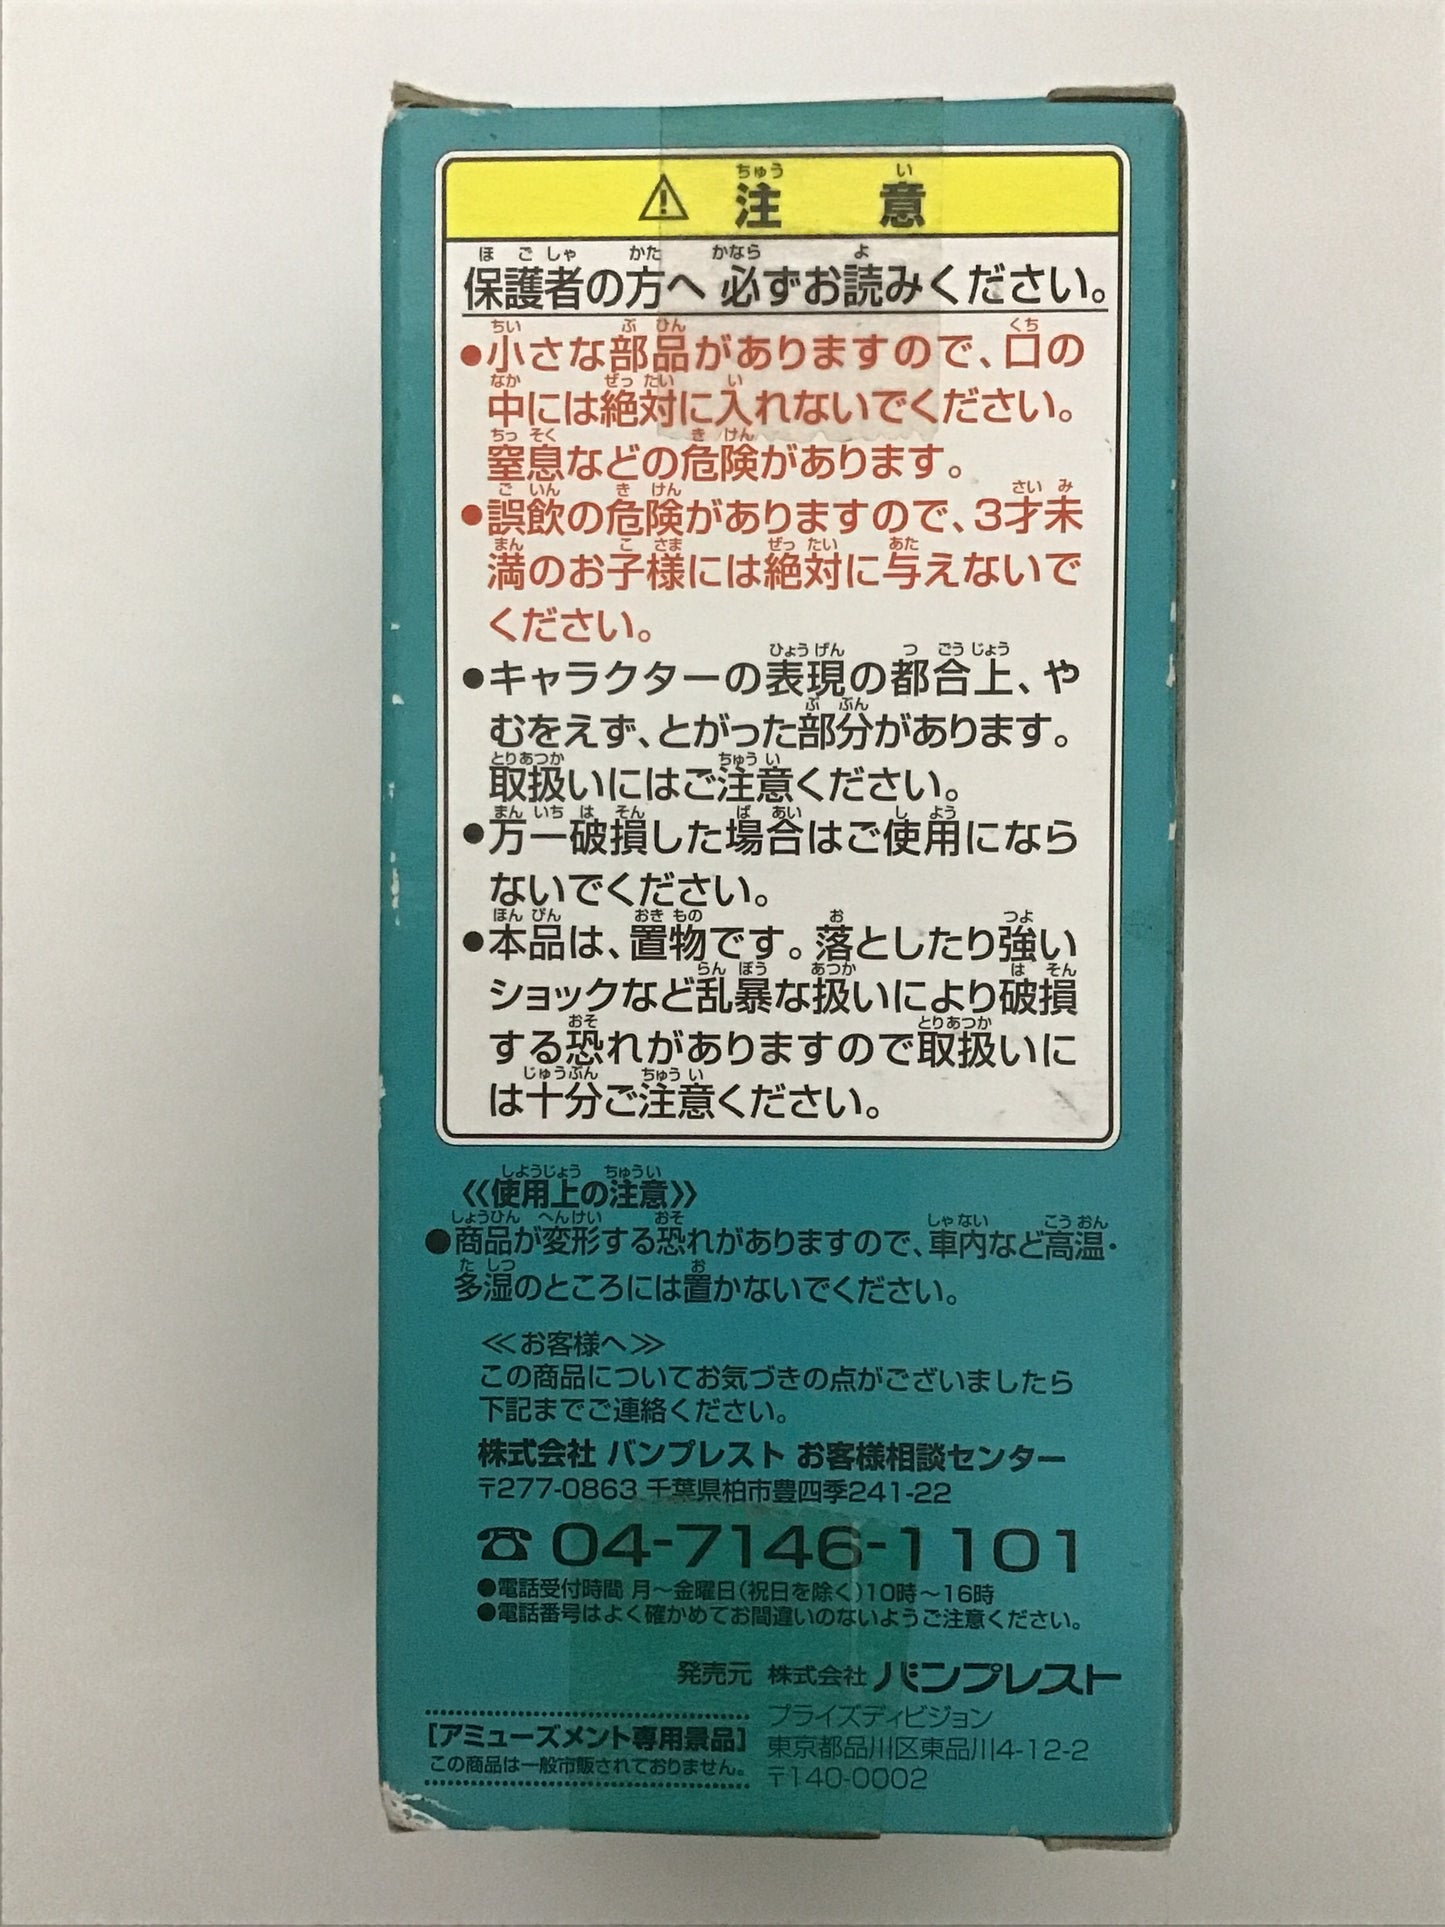 ⚠ 注意
保護者の方へ 必ずお読みください。
●小さな部品がありますので、口の
中には絶対に入れないでください。
窒息などの危険があります。
●誤飲の危険がありますので、3才未
満のお子様には絶対に与えないで
ください。
●キャラクターの表現の都合上、や
むをえず、とがった部分があります。
取扱いにはご注意ください。
●万一破損した場合はご使用になら
ないでください。
●本品は、置物です。落としたり強い
ショックなど乱暴な扱いにより破損
する恐れがありますので取扱いに
は十分ご注意ください。
《使用上の注意》
●商品が変形する恐れがありますので、車内など高温・
多湿のところには置かないでください。
≪お客様へ≫
この商品についてお気づきの点がございましたら
下記までご連絡ください。
株式会社 バンプレスト お客様相談センター
〒277-0863 千葉県柏市豊四季241-22
☎04-7146-1101
●電話受付時間 月～金曜日(祝日を除く)10時～16時
●電話番号はよく確かめてお間違いのないようご注意ください。
発売元 株式会社 バンプレスト
プライズディビジョン
東京都品川区東品川4-12-2
〒140-0002
[アミューズメント専用景品]
この商品は一般市販されておりません。